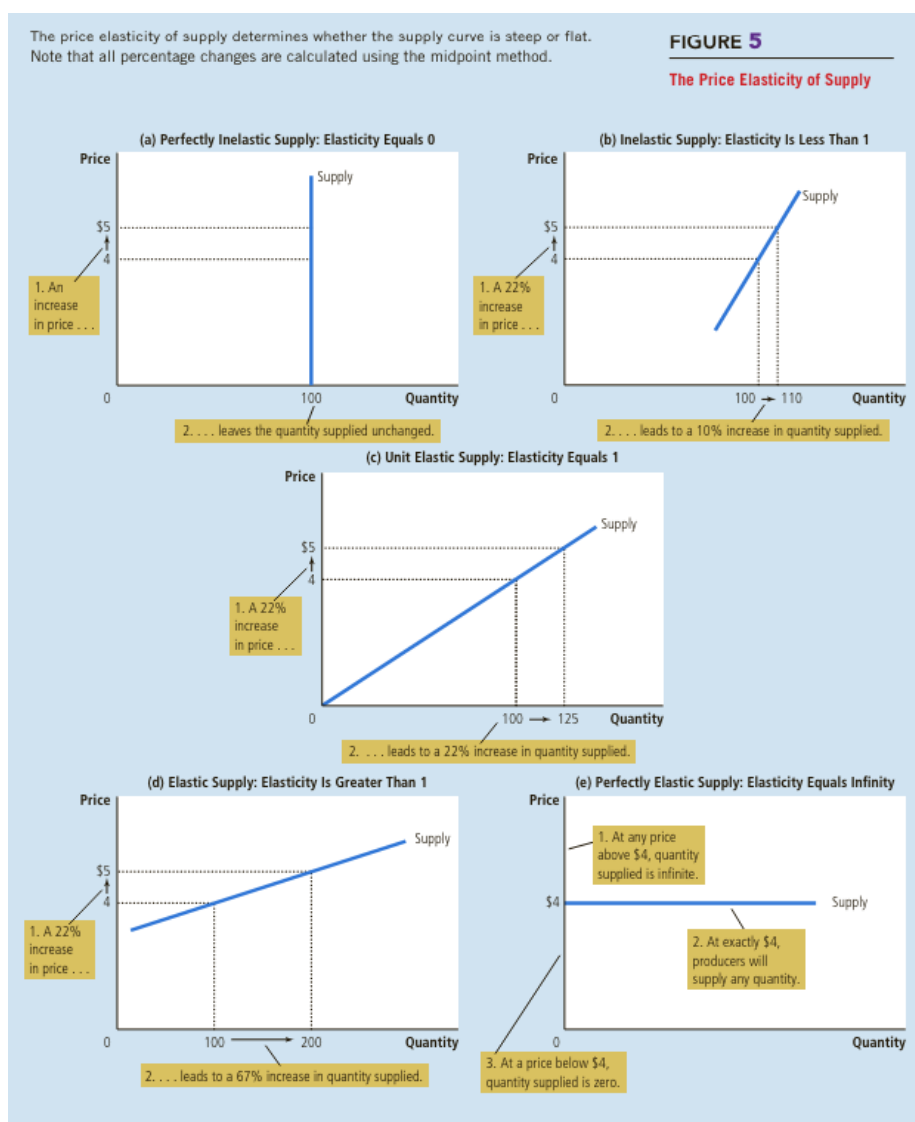 The price elasticity of supply determines whether the supply curve is steep or flat.
Note that all percentage changes are calculated using the midpoint method.
FIGURE 5
The Price Elasticity of Supply
(a) Perfectly Inelastic Supply: Elasticity Equals 0
Price
Supply
$5
4
1. An
increase
in price . . .
0
100
Quantity
2. . . . leaves the quantity supplied unchanged.
(b) Inelastic Supply: Elasticity Is Less Than 1
Price
Supply
$5
4
1. A 22%
increase
in price . . .
0
100 110
Quantity
2. . . . leads to a 10% increase in quantity supplied.
(c) Unit Elastic Supply: Elasticity Equals 1
Price
Supply
$5
4
1. A 22%
increase
in price . . .
0
100 125
Quantity
2. . . . leads to a 22% increase in quantity supplied.
(d) Elastic Supply: Elasticity Is Greater Than 1
Price
Supply
$5
4
1. A 22%
increase
in price . . .
0
100 200
Quantity
2. . . . leads to a 67% increase in quantity supplied.
(e) Perfectly Elastic Supply: Elasticity Equals Infinity
Price
1. At any price
above $4, quantity
supplied is infinite.
$4
Supply
2. At exactly $4,
producers will
supply any quantity.
0
Quantity
3. At a price below $4,
quantity supplied is zero.